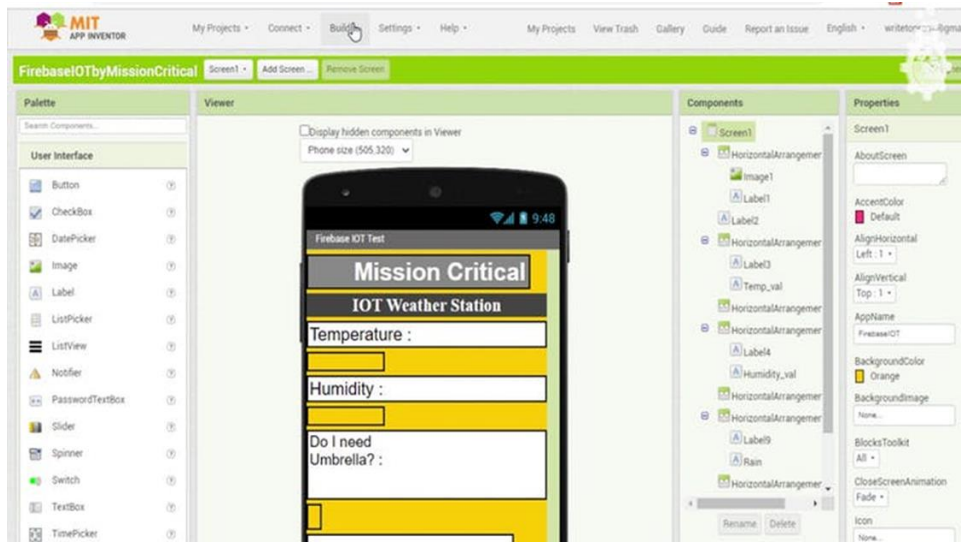 MIT
APP INVENTOR
My Projects
Connect
Build
Settings
Help
My Projects
View Trash
Gallery
Guide
Report an Issue
English
FirebaseIOTbyMissionCritical
Screen1
Add Screen ...
Remove Screen
Palette
Search Components...
User Interface
Button
CheckBox
DatePicker
Image
Label
ListPicker
ListView
Notifier
PasswordTextBox
Slider
Spinner
Switch
TextBox
TimePicker
Viewer
Display hidden components in Viewer
Phone size (505,320)
9:48
Firebase IOT Test
Mission Critical
IOT Weather Station
Temperature :
Humidity :
Do I need
Umbrella? :
Components
Screen1
HorizontalArrangemer
Image1
Label1
Label2
HorizontalArrangemer
Label3
Temp_val
HorizontalArrangemer
HorizontalArrangemer
Label4
Humidity_val
HorizontalArrangemer
HorizontalArrangemer
Label9
Rain
HorizontalArrangemer
Rename
Delete
Properties
Screen1
AboutScreen
AccentColor
Default
AlignHorizontal
Left : 1
AlignVertical
Top : 1
AppName
FirebaseIOT
BackgroundColor
Orange
BackgroundImage
None...
BlocksToolkit
All
CloseScreenAnimation
Fade
Icon
None...